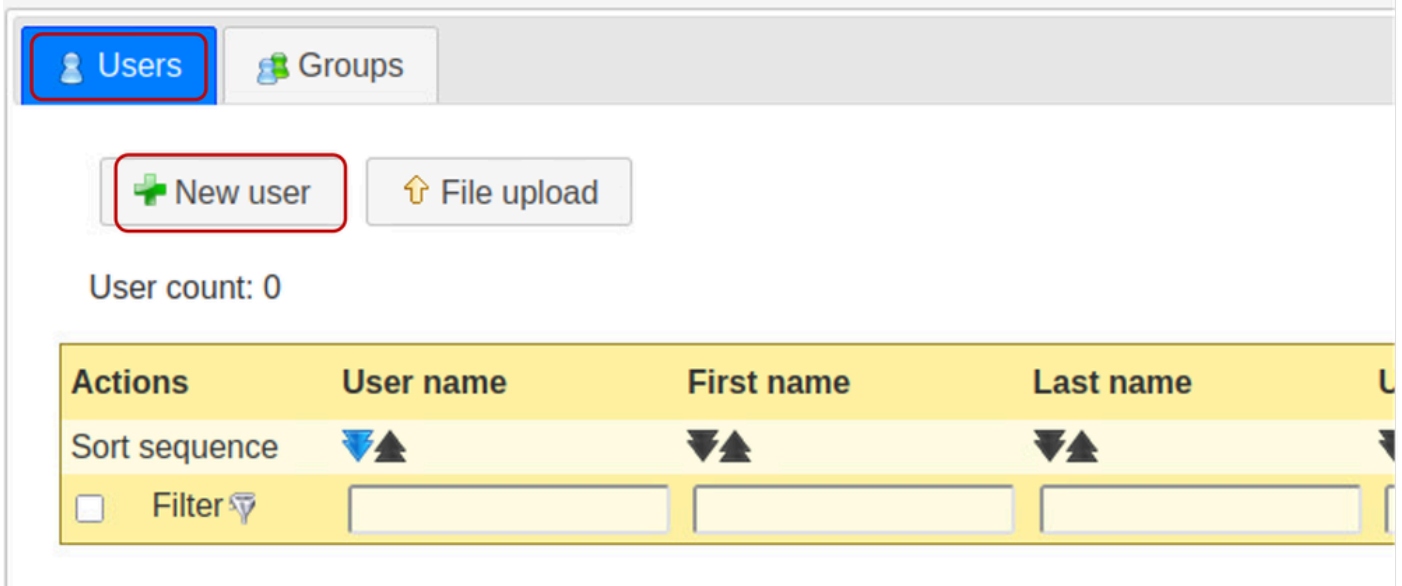 Users Groups
New user File upload
User count: 0
Actions User name First name Last name
Sort sequence
Filter